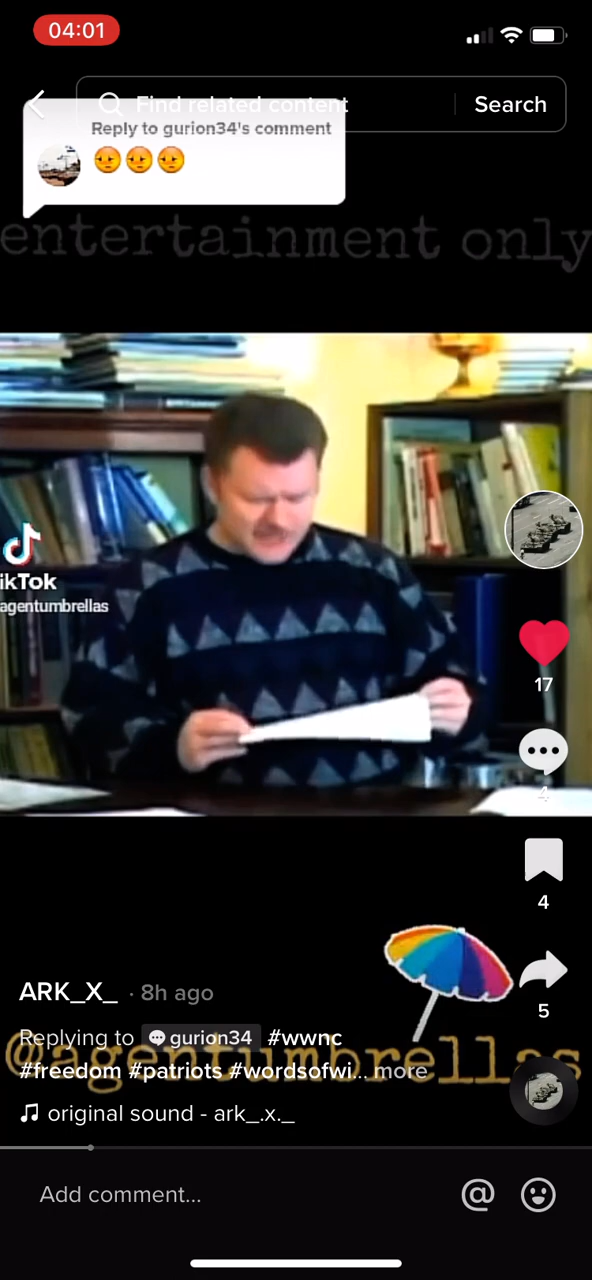 04:01
Find related content
Search
Reply to gurion34's comment
entertainment only
ikTok
agentumbrellas
17
4
4
5
ARK_X_ · 8h ago
Replying to gurion34 #wwnc
#freedom #patriots #wordsofwi... more
@agentumbrellas
original sound - ark_.x._
Add comment...